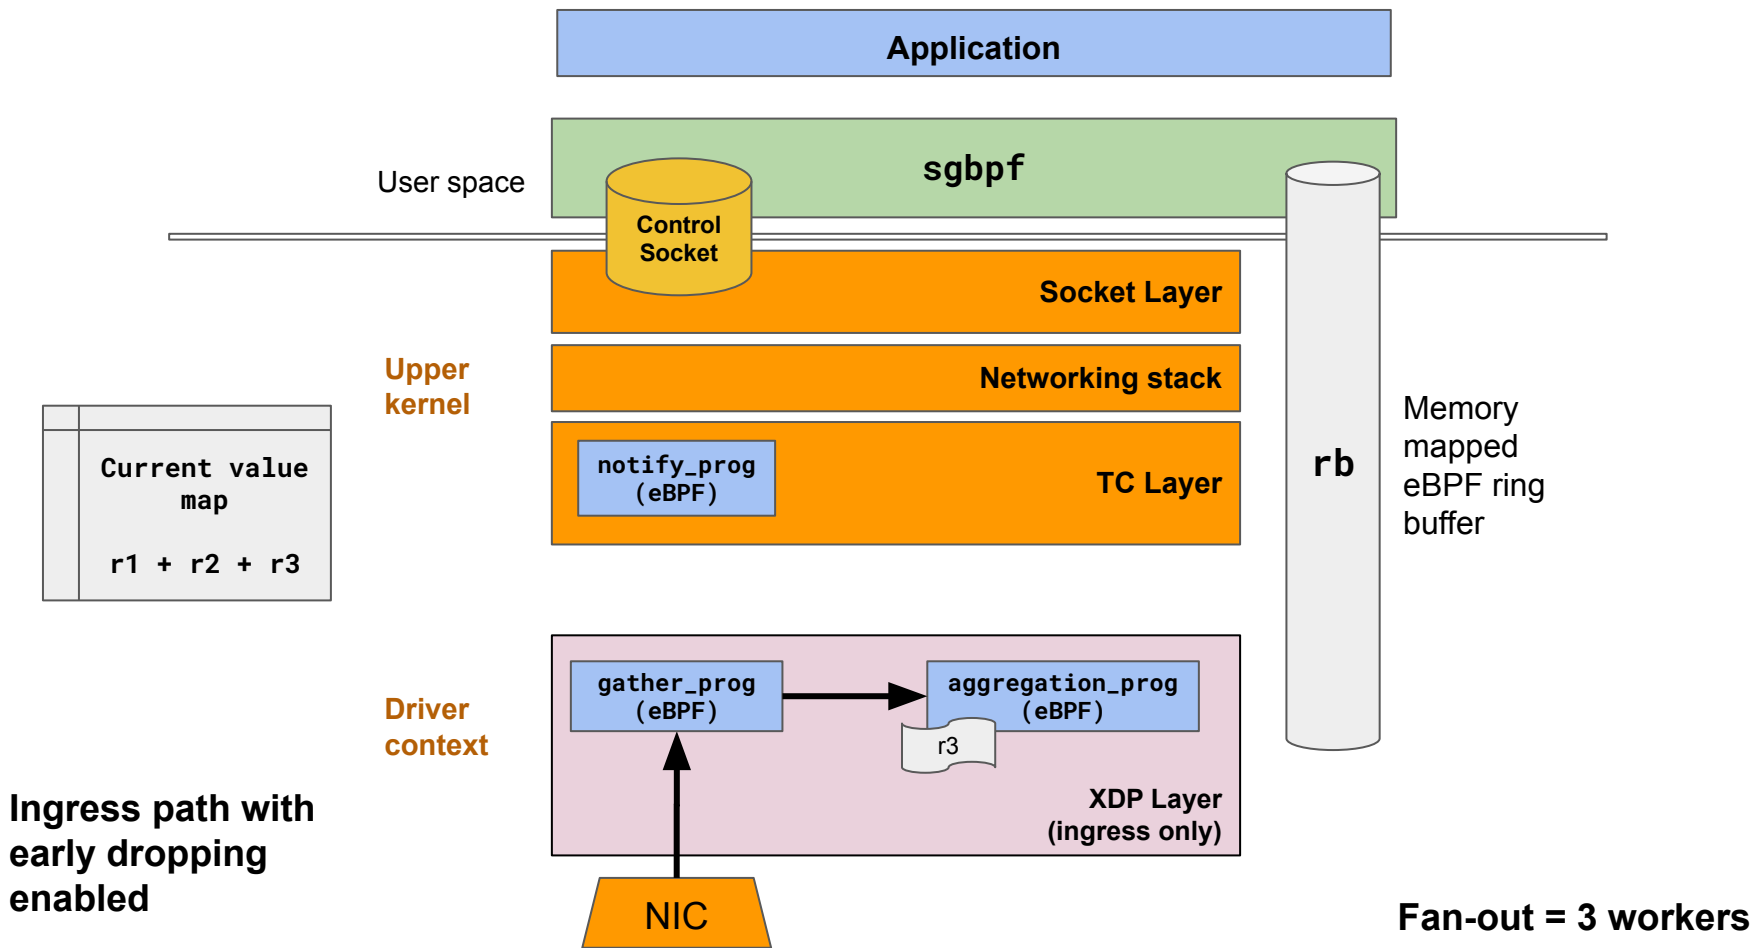 Application
sgbpf
User space
Control
Socket
Socket Layer
Upper
kernel
Networking stack
Current value
map
r1 + r2 + r3
notify_prog
(eBPF)
TC Layer
rb
Memory
mapped
eBPF ring
buffer
Driver
context
gather_prog
(eBPF)
aggregation_prog
(eBPF)
r3
XDP Layer
(ingress only)
Ingress path with
early dropping
enabled
NIC
Fan-out = 3 workers